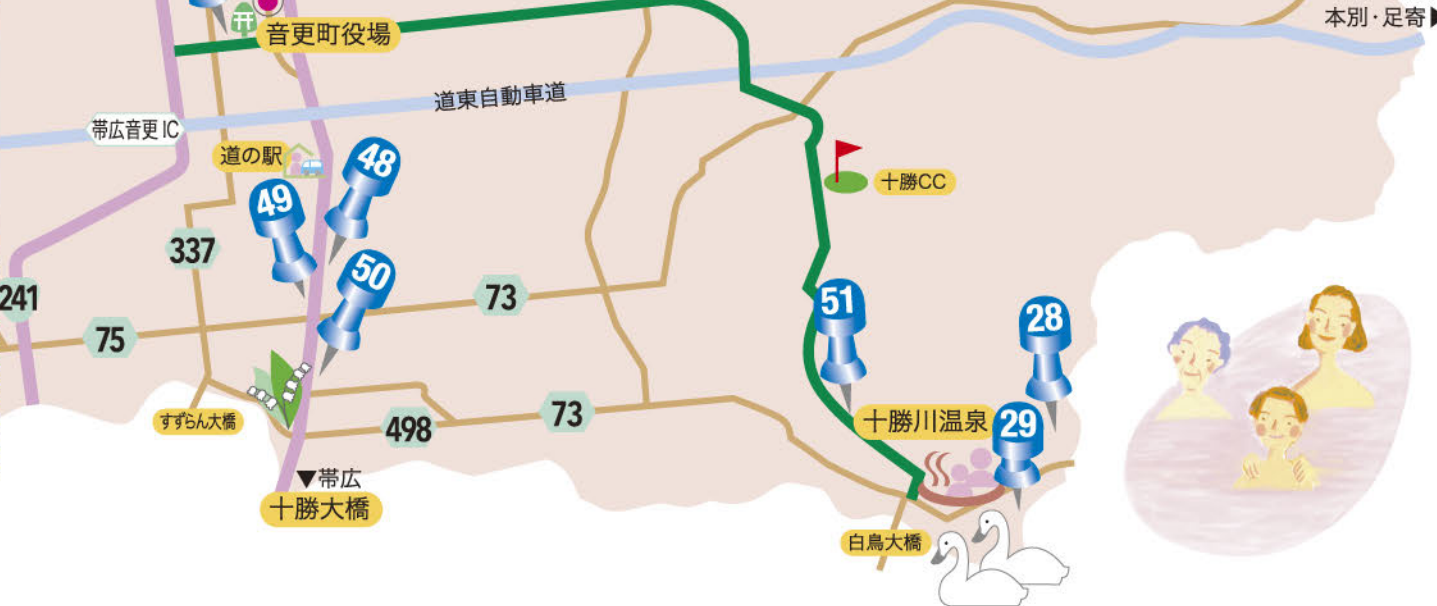 本別・足寄▶
音更町役場
道東自動車道
帯広音更 IC
道の駅
48
十勝CC
49
337
50
241
73
51
28
75
すずらん大橋
498
73
十勝川温泉
29
▼帯広
十勝大橋
白鳥大橋